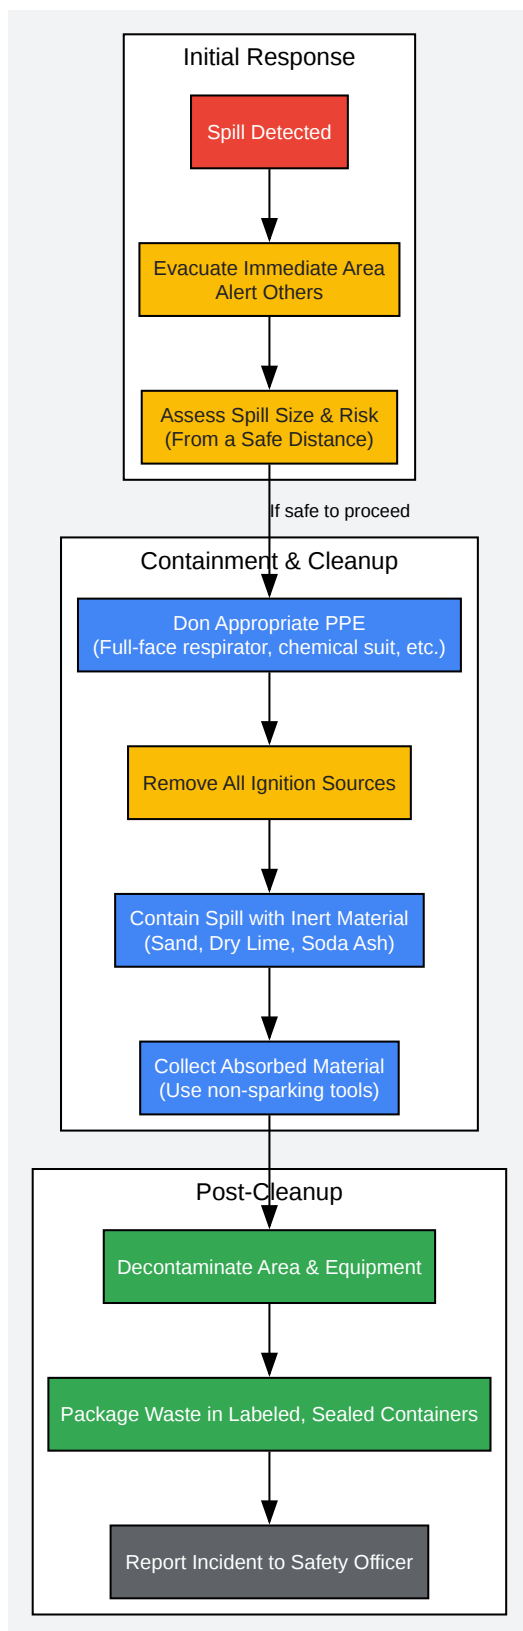 Initial Response
Spill Detected
Evacuate Immediate Area
Alert Others
Assess Spill Size & Risk
(From a Safe Distance)
If safe to proceed
Containment & Cleanup
Don Appropriate PPE
(Full-face respirator, chemical suit, etc.)
Remove All Ignition Sources
Contain Spill with Inert Material
(Sand, Dry Lime, Soda Ash)
Collect Absorbed Material
(Use non-sparking tools)
Post-Cleanup
Decontaminate Area & Equipment
Package Waste in Labeled, Sealed Containers
Report Incident to Safety Officer